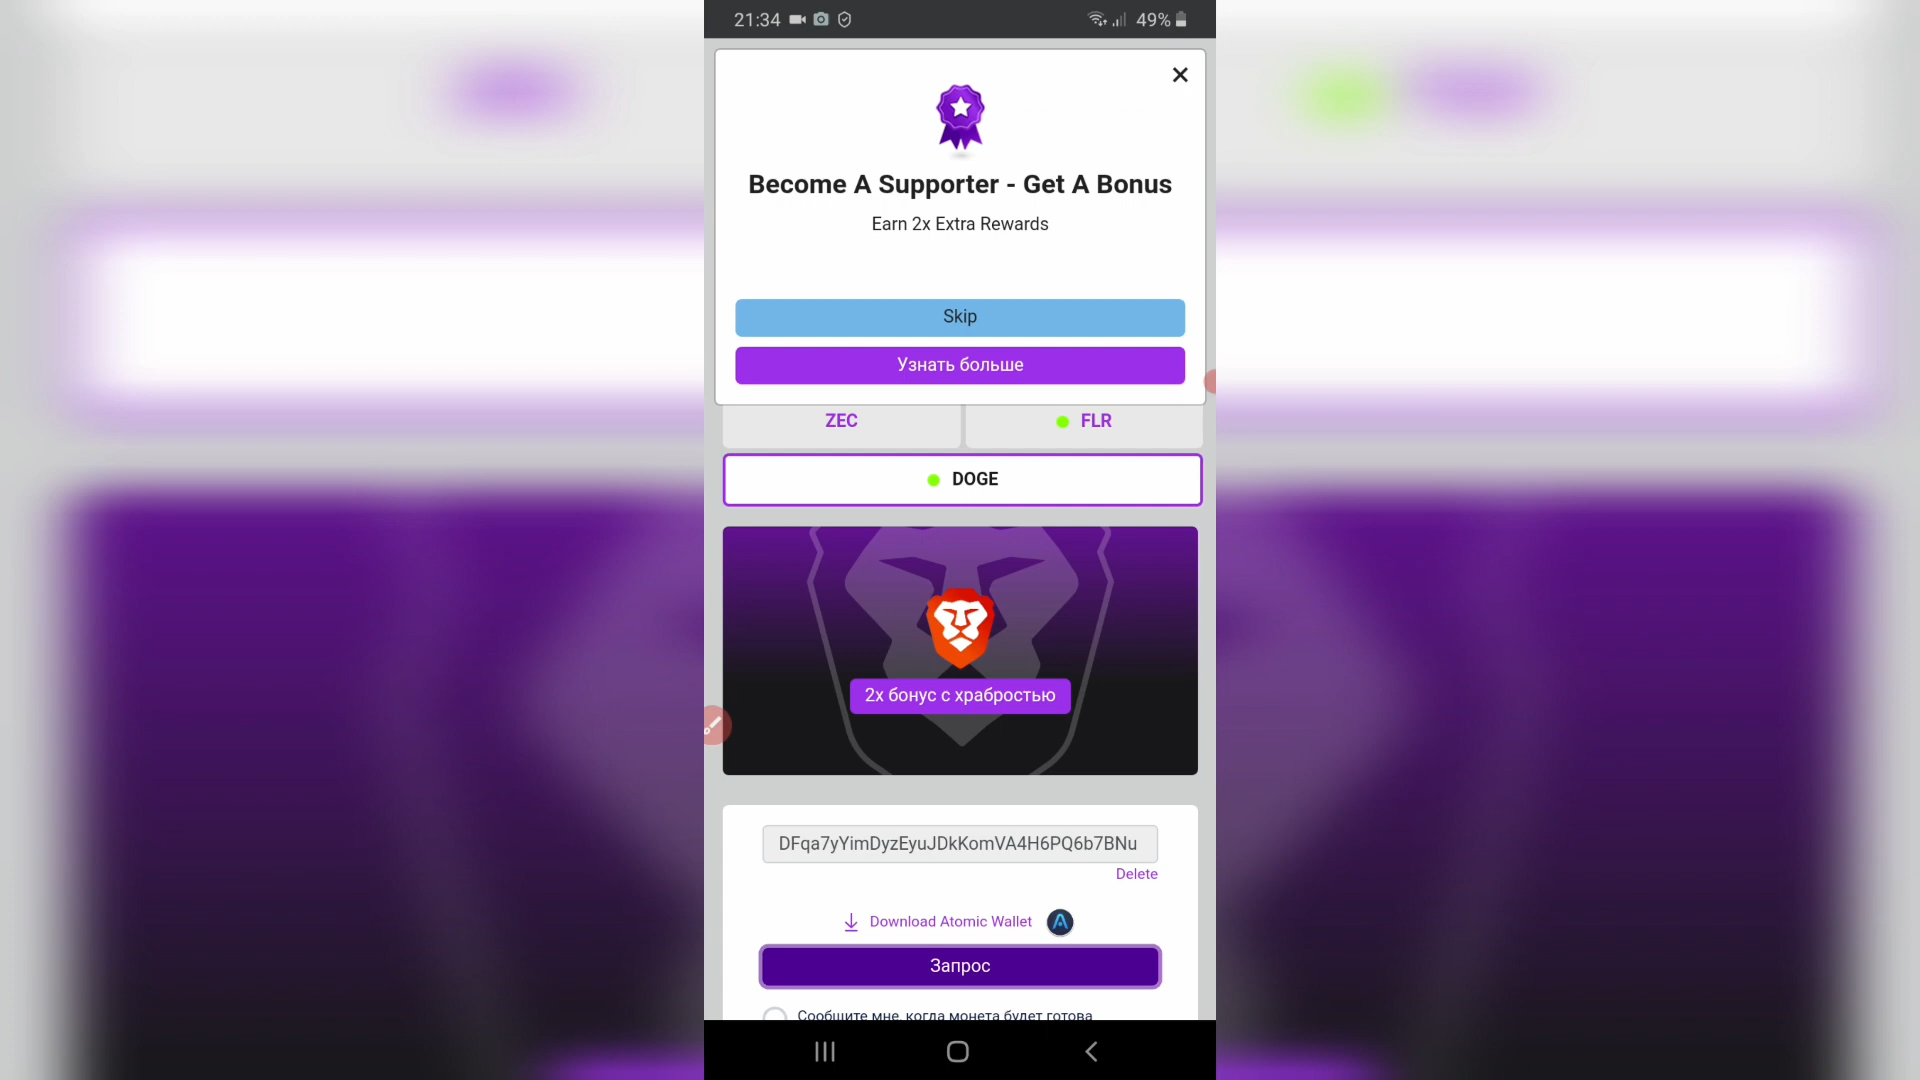 21:34
49%
Become A Supporter - Get A Bonus
Earn 2x Extra Rewards
Skip
Узнать больше
ZEC
FLR
DOGE
2x бонус с храбростью
DFqa7yYimDyzEyuJDkKomVA4H6PQ6b7BNu
Delete
Download Atomic Wallet
Запрос
Сообщите мне, когда монета будет готова